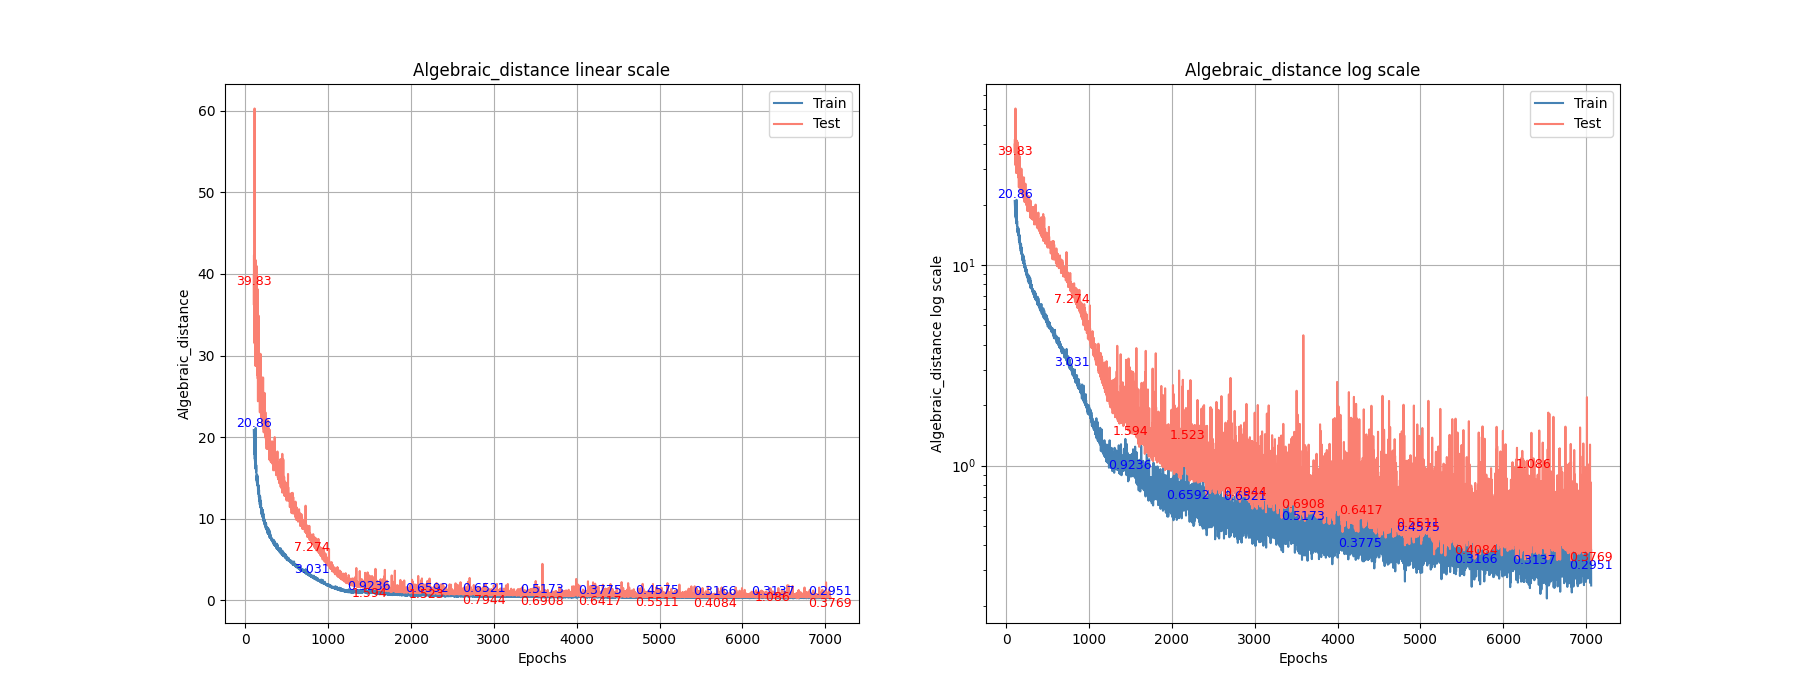 Algebraic_distance linear scale
Algebraic_distance
60
50
40
30
20
10
0
0 1000 2000 3000 4000 5000 6000 7000
Epochs
Train
Test
39.83
20.86
7.274
3.031
0.9236 0.6592 0.6521 0.5173 0.3775 0.4575 0.3166 0.3137 0.2951
1.594 1.523 0.7944 0.6908 0.6417 0.5511 0.4084 1.086 0.3769
Algebraic_distance log scale
Algebraic_distance log scale
10¹
10⁰
0 1000 2000 3000 4000 5000 6000 7000
Epochs
Train
Test
39.83
20.86
7.274
3.031
1.594 1.523 0.7944 0.6908 0.6417 0.5511 0.4084 1.086 0.3769
0.9236 0.6592 0.6521 0.5173 0.3775 0.4575 0.3166 0.3137 0.2951